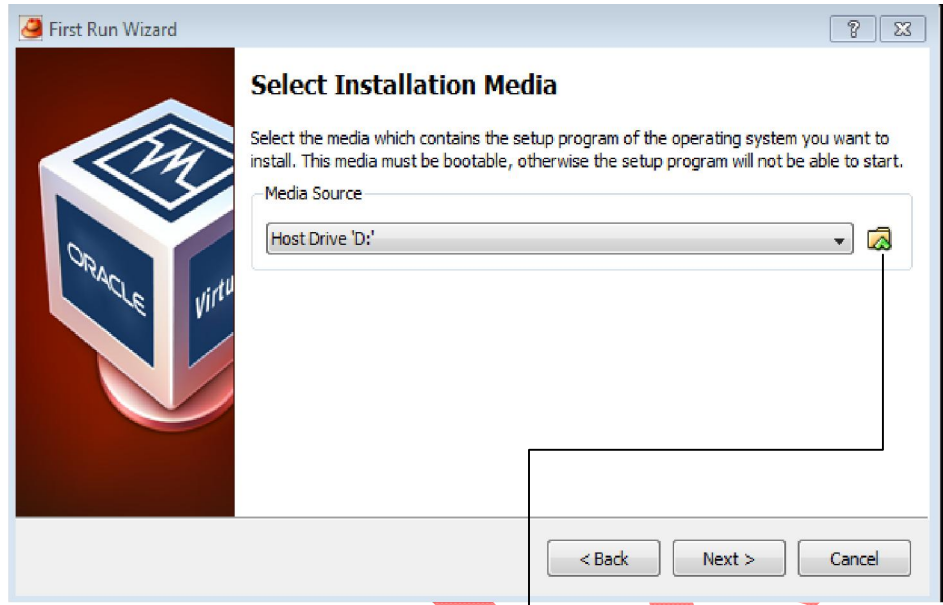 First Run Wizard
Select Installation Media
Select the media which contains the setup program of the operating system you want to
install. This media must be bootable, otherwise the setup program will not be able to start.
Media Source
Host Drive 'D:'
ORACLE
Virtu
< Back
Next >
Cancel